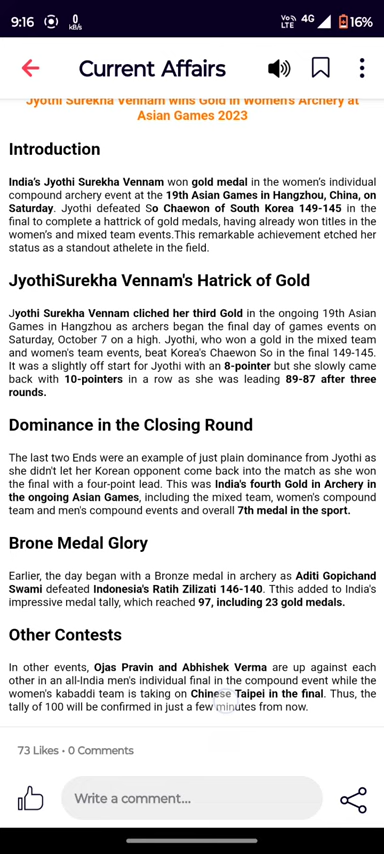 9:16 0 kB/s Vo)) LTE 4G 16%
Current Affairs
Jyothi Surekha Vennam wins Gold in Women's Archery at
Asian Games 2023
Introduction
India's Jyothi Surekha Vennam won gold medal in the women's individual
compound archery event at the 19th Asian Games in Hangzhou, China, on
Saturday. Jyothi defeated So Chaewon of South Korea 149-145 in the
final to complete a hattrick of gold medals, having already won titles in the
women's and mixed team events.This remarkable achievement etched her
status as a standout athelete in the field.
JyothiSurekha Vennam's Hatrick of Gold
Jyothi Surekha Vennam cliched her third Gold in the ongoing 19th Asian
Games in Hangzhou as archers began the final day of games events on
Saturday, October 7 on a high. Jyothi, who won a gold in the mixed team
and women's team events, beat Korea's Chaewon So in the final 149-145.
It was a slightly off start for Jyothi with an 8-pointer but she slowly came
back with 10-pointers in a row as she was leading 89-87 after three
rounds.
Dominance in the Closing Round
The last two Ends were an example of just plain dominance from Jyothi as
she didn't let her Korean opponent come back into the match as she won
the final with a four-point lead. This was India's fourth Gold in Archery in
the ongoing Asian Games, including the mixed team, women's compound
team and men's compound events and overall 7th medal in the sport.
Brone Medal Glory
Earlier, the day began with a Bronze medal in archery as Aditi Gopichand
Swami defeated Indonesia's Ratih Zilizati 146-140. Tthis added to India's
impressive medal tally, which reached 97, including 23 gold medals.
Other Contests
In other events, Ojas Pravin and Abhishek Verma are up against each
other in an all-India men's individual final in the compound event while the
women's kabaddi team is taking on Chinese Taipei in the final. Thus, the
tally of 100 will be confirmed in just a few minutes from now.
73 Likes • 0 Comments
Write a comment...